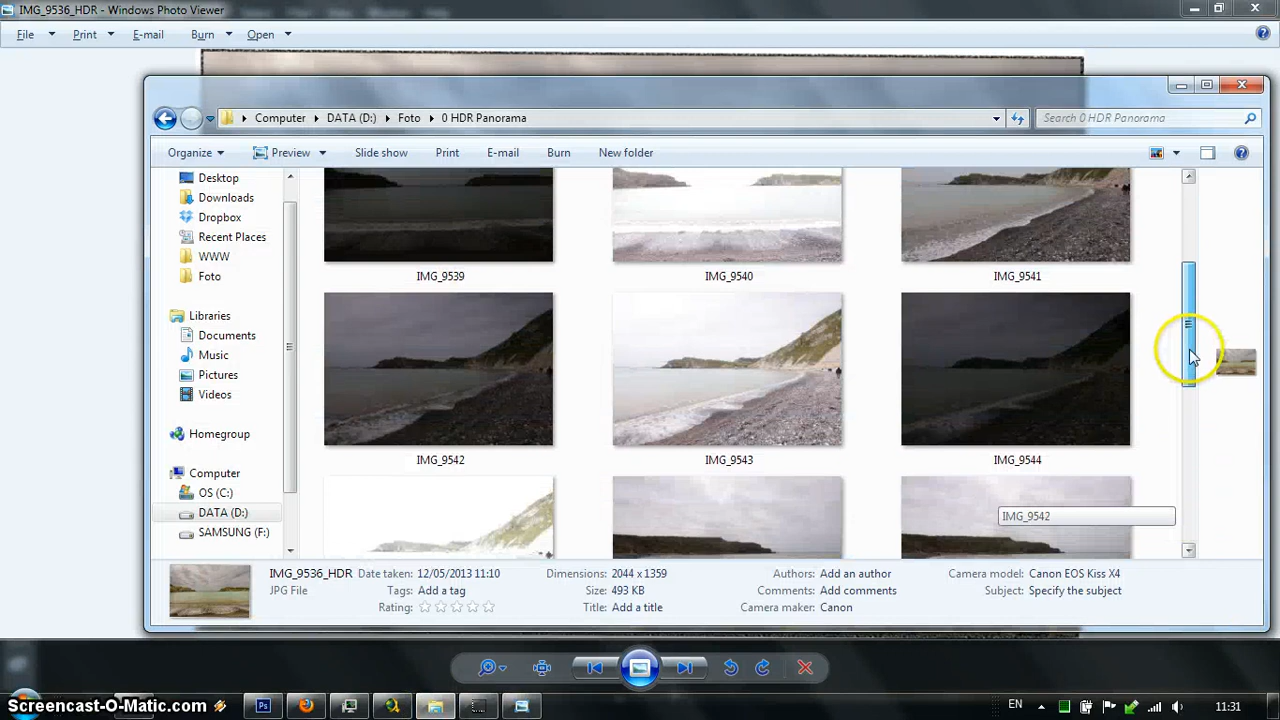 IMG_9536_HDR - Windows Photo Viewer
File Print E-mail Burn Open
Computer DATA (D:) Foto 0 HDR Panorama Search 0 HDR Panorama
Organize Preview Slide show Print E-mail Burn New folder
Desktop
Downloads
Dropbox
Recent Places
WWW
Foto
Libraries
Documents
Music
Pictures
Videos
Homegroup
Computer
OS (C:)
DATA (D:)
SAMSUNG (F:)
IMG_9539 IMG_9540 IMG_9541
IMG_9542 IMG_9543 IMG_9544
IMG_9542
IMG_9536_HDR Date taken: 12/05/2013 11:10 Dimensions: 2044 x 1359 Authors: Add an author Camera model: Canon EOS Kiss X4
JPG File Tags: Add a tag Size: 493 KB Comments: Add comments Subject: Specify the subject
Rating: Title: Add a title Camera maker: Canon
Screencast-O-Matic.com Ps EN 11:31